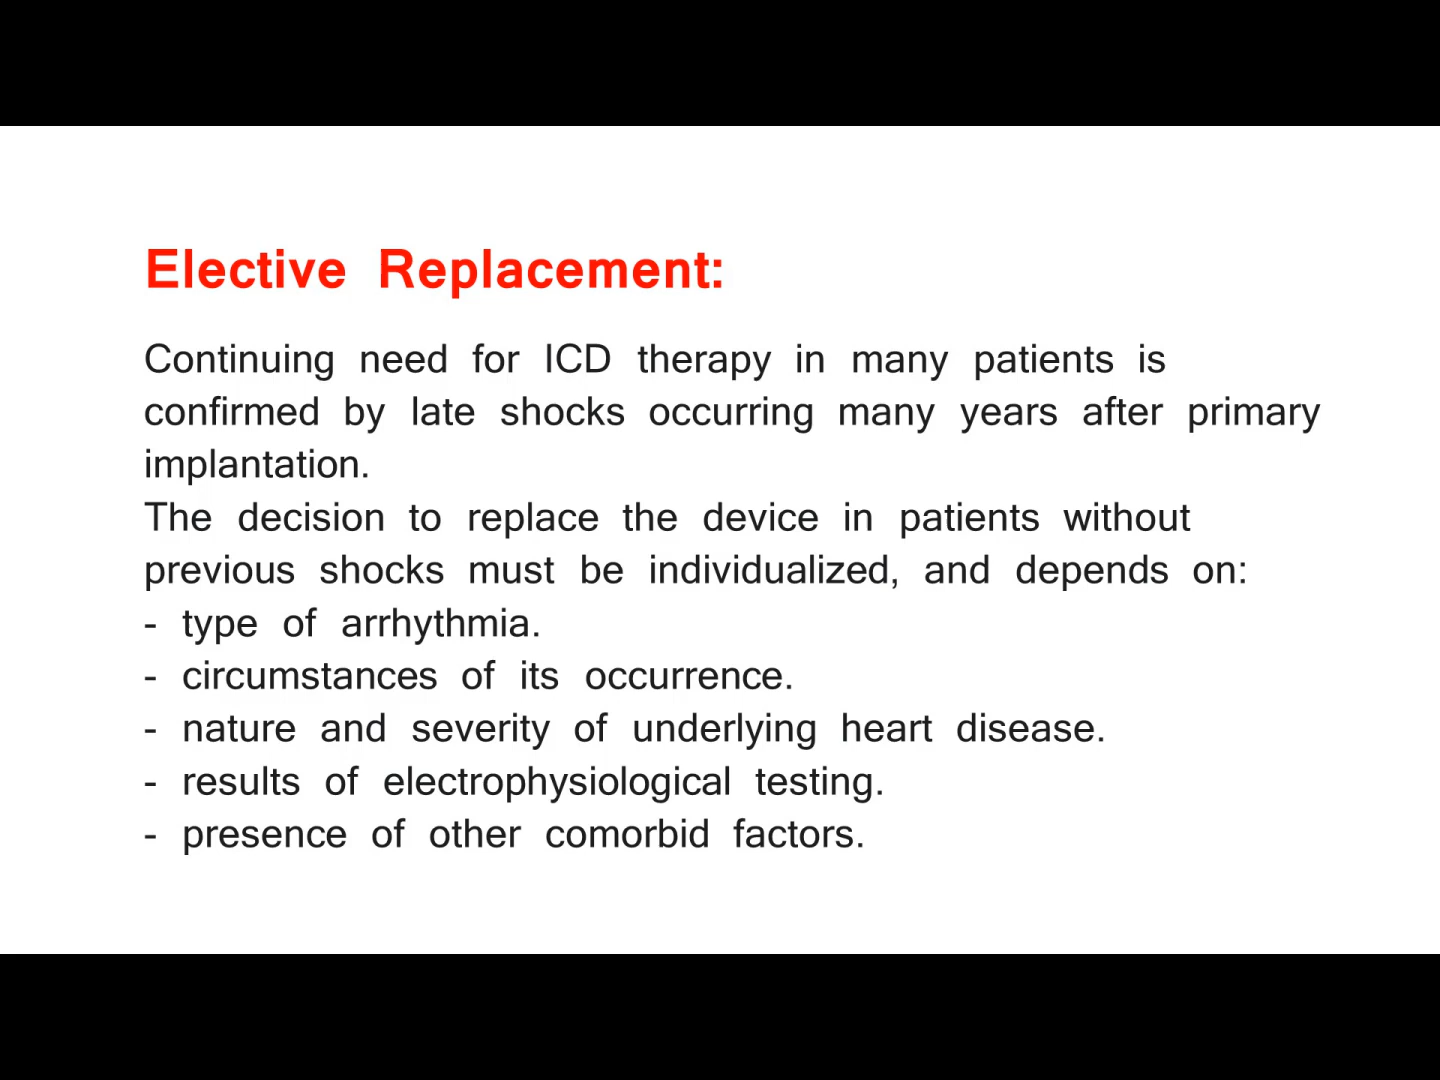 Elective Replacement:
Continuing need for ICD therapy in many patients is
confirmed by late shocks occurring many years after primary
implantation.
The decision to replace the device in patients without
previous shocks must be individualized, and depends on:
- type of arrhythmia.
- circumstances of its occurrence.
- nature and severity of underlying heart disease.
- results of electrophysiological testing.
- presence of other comorbid factors.